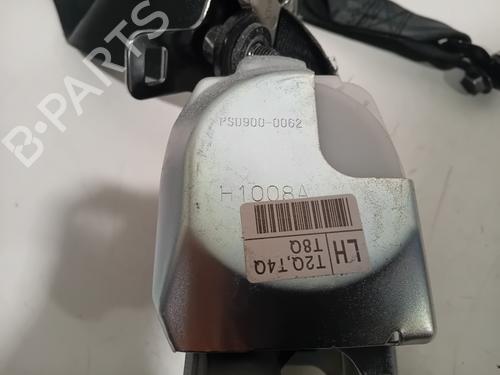 B-PARTS
PSD900-0062
H1008A
LH
T2Q,T4Q
T8Q